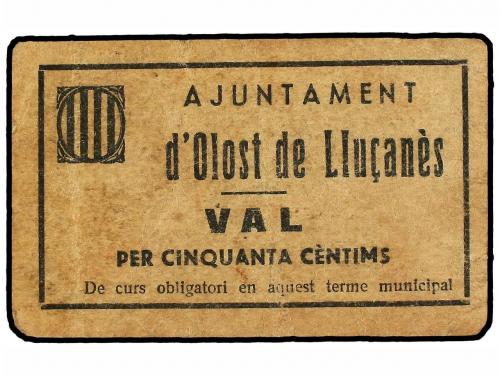 AJUNTAMENT
d'Olost de Lluçanès
VAL
PER CINQUANTA CÈNTIMS
De curs obligatori en aquest terme municipal